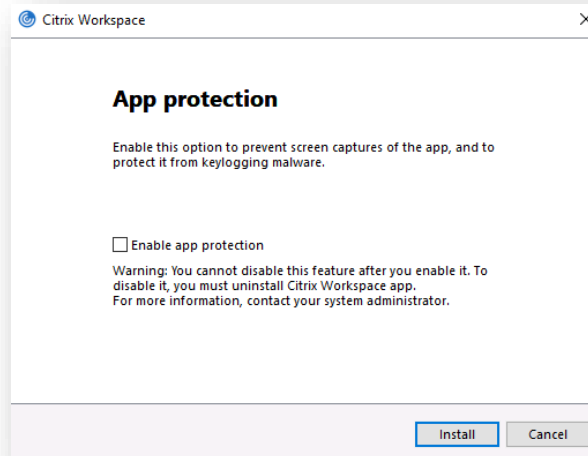 Citrix Workspace
App protection
Enable this option to prevent screen captures of the app, and to
protect it from keylogging malware.
Enable app protection
Warning: You cannot disable this feature after you enable it. To
disable it, you must uninstall Citrix Workspace app.
For more information, contact your system administrator.
Install Cancel